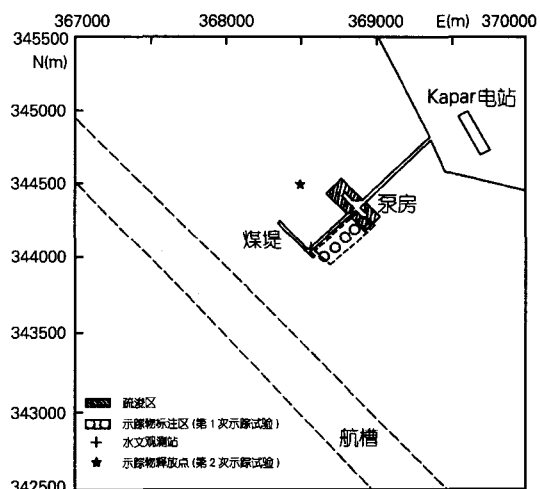 367000 368000 369000 E(m) 370000
345500
N(m)
345000
344500
344000
343500
343000
342500
Kapar电站
泵房
煤堤
航槽
疏浚区
示踪物标注区(第1次示踪试验)
水文观测站
示踪物释放点(第2次示踪试验)